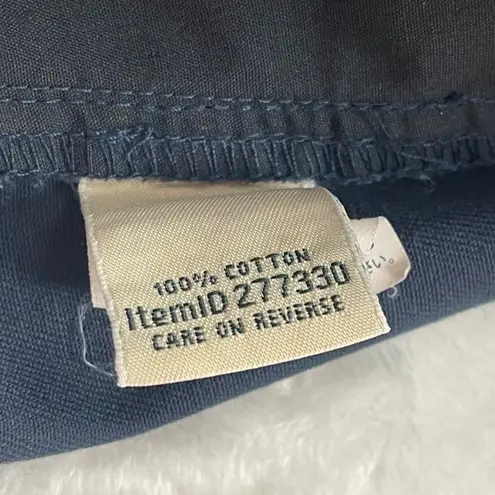 100% COTTON
ItemID 277330
CARE ON REVERSE